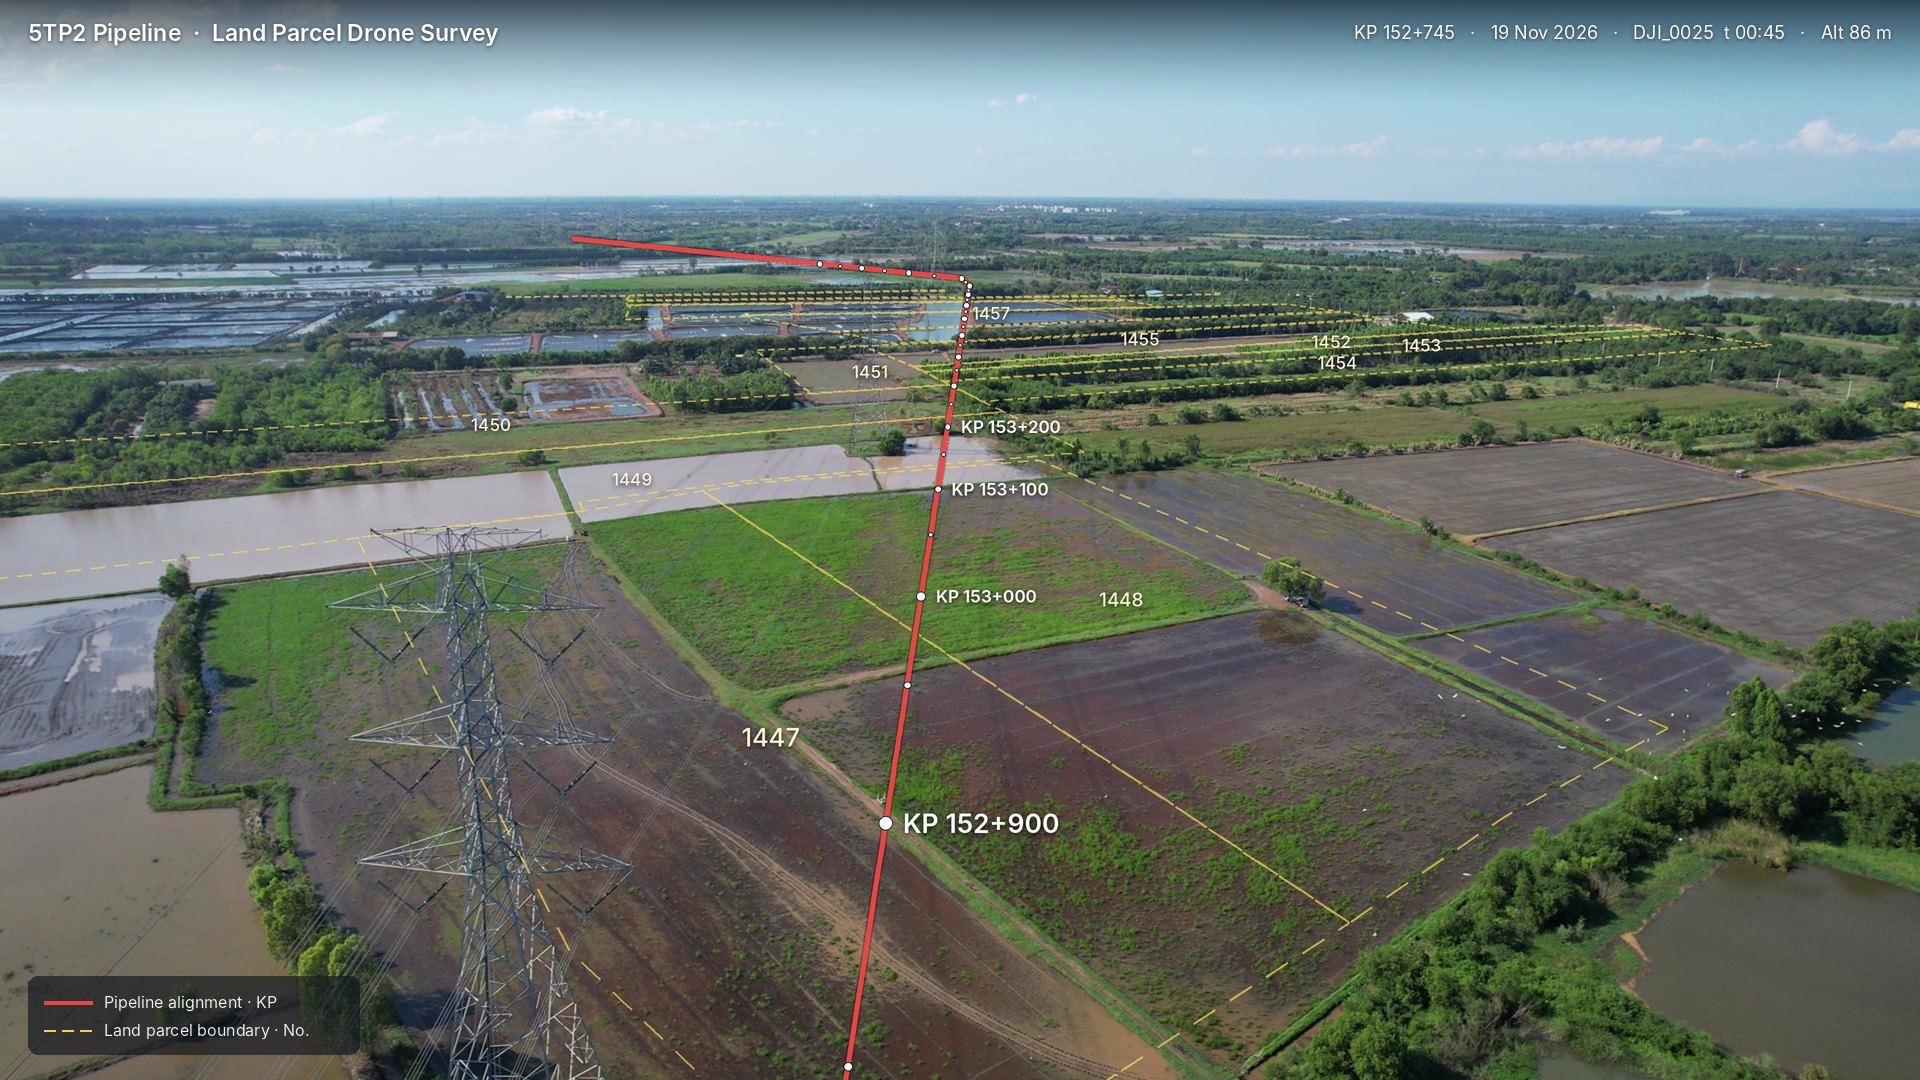 5TP2 Pipeline · Land Parcel Drone Survey
KP 152+745 · 19 Nov 2026 · DJI_0025 t 00:45 · Alt 86 m
1457
1455
1452
1453
1454
1451
1450
KP 153+200
1449
KP 153+100
KP 153+000
1448
1447
KP 152+900
Pipeline alignment · KP
Land parcel boundary · No.